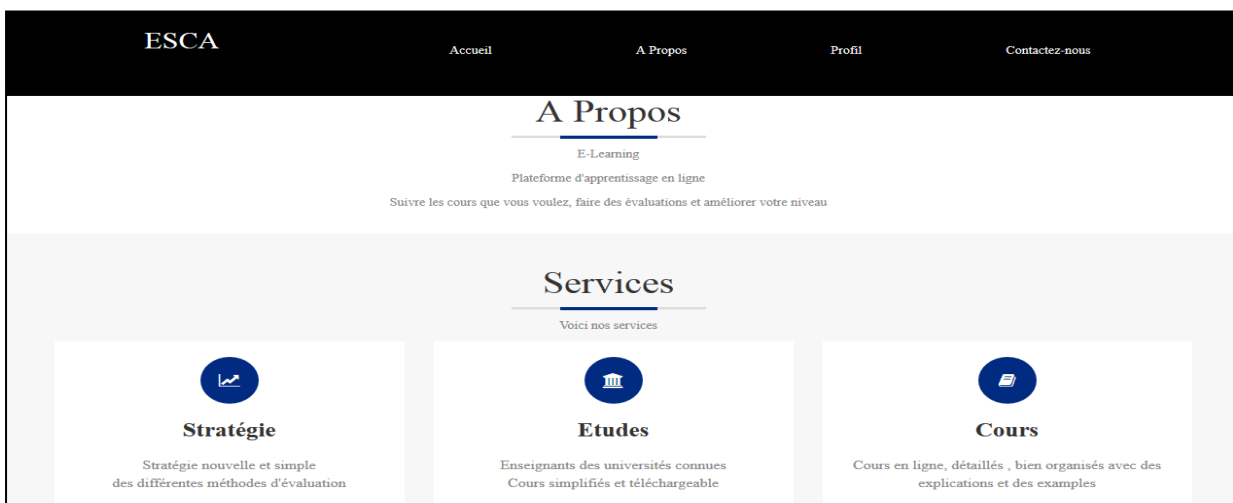 ESCA
Accueil
A Propos
Profil
Contactez-nous
A Propos
E-Learning
Plateforme d'apprentissage en ligne
Suivre les cours que vous voulez, faire des évaluations et améliorer votre niveau
Services
Voici nos services
Stratégie
Stratégie nouvelle et simple
des différentes méthodes d'évaluation
Etudes
Enseignants des universités connues
Cours simplifiés et téléchargeable
Cours
Cours en ligne, détaillés , bien organisés avec des
explications et des examples